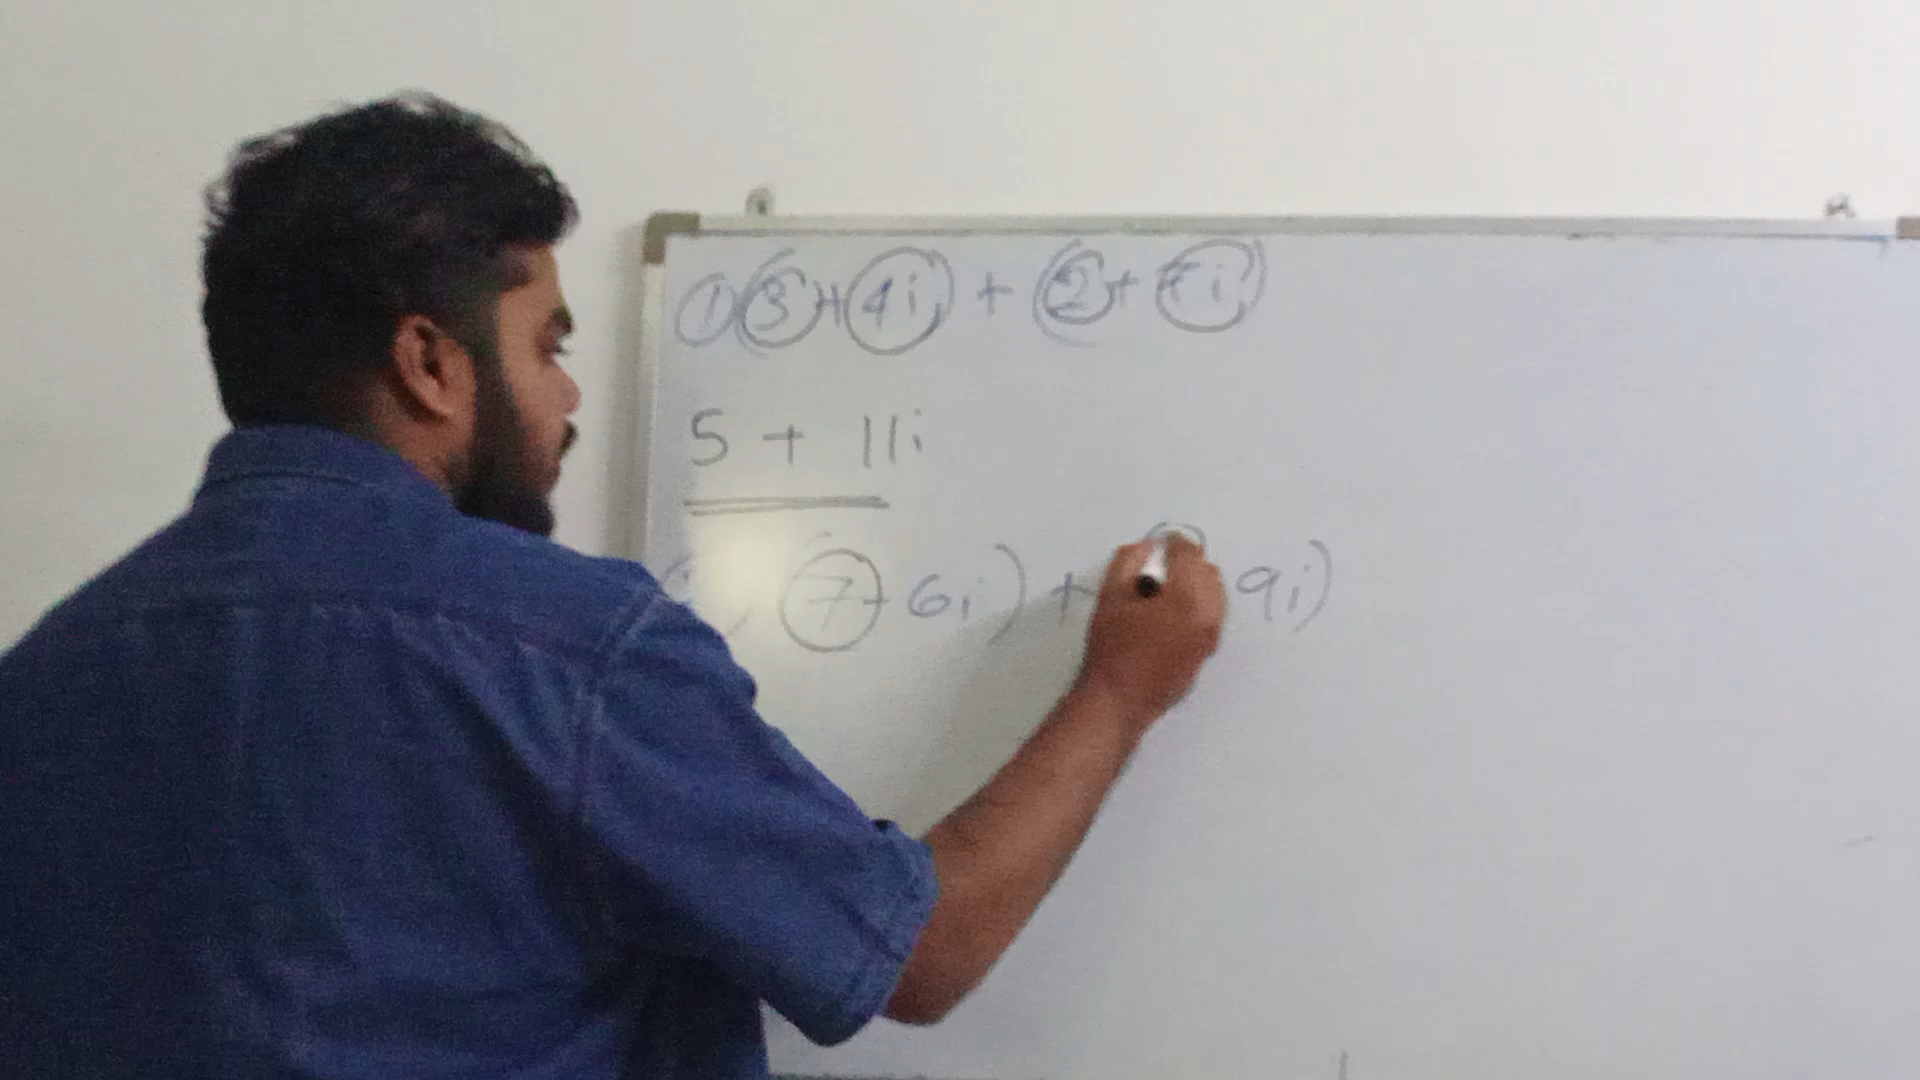 ① (3+4i) + (2+7i)
5 + 11i
(7-6i) + 9i)